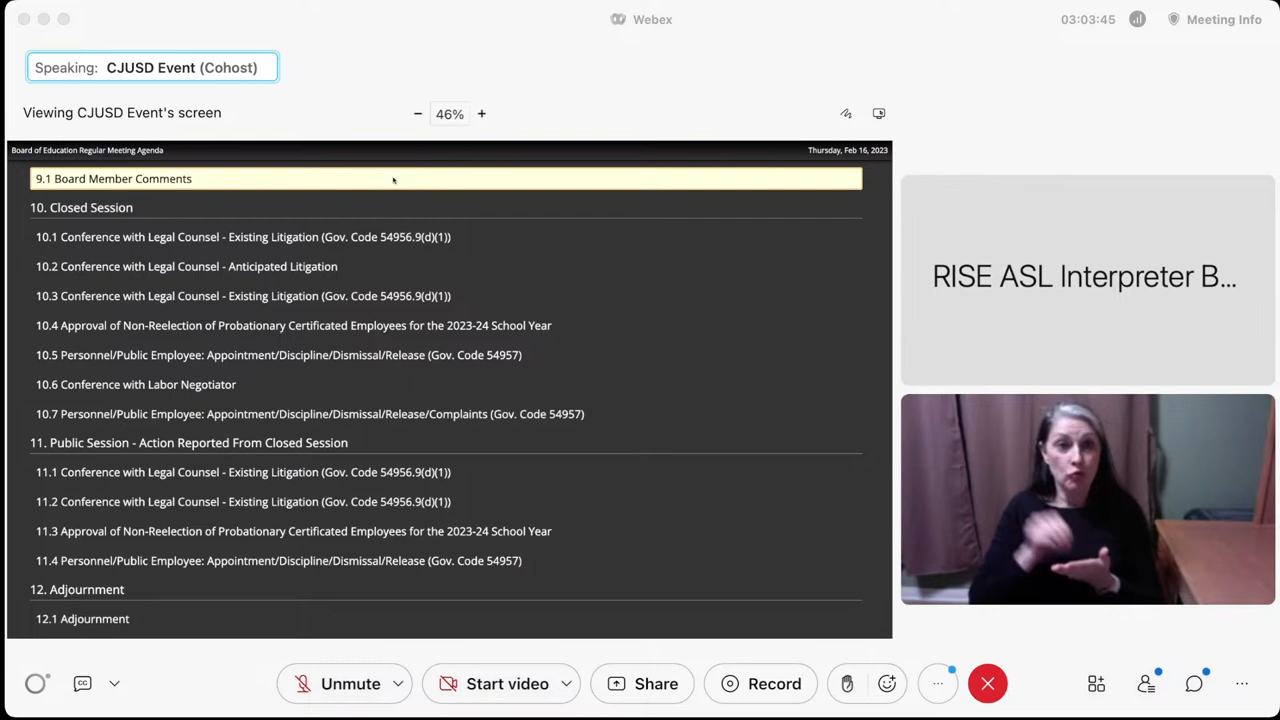 Webex
03:03:45
Meeting Info
Speaking: CJUSD Event (Cohost)
Viewing CJUSD Event's screen
− 46% +
Board of Education Regular Meeting Agenda
Thursday, Feb 16, 2023
9.1 Board Member Comments
10. Closed Session
10.1 Conference with Legal Counsel - Existing Litigation (Gov. Code 54956.9(d)(1))
10.2 Conference with Legal Counsel - Anticipated Litigation
10.3 Conference with Legal Counsel - Existing Litigation (Gov. Code 54956.9(d)(1))
10.4 Approval of Non-Reelection of Probationary Certificated Employees for the 2023-24 School Year
10.5 Personnel/Public Employee: Appointment/Discipline/Dismissal/Release (Gov. Code 54957)
10.6 Conference with Labor Negotiator
10.7 Personnel/Public Employee: Appointment/Discipline/Dismissal/Release/Complaints (Gov. Code 54957)
11. Public Session - Action Reported From Closed Session
11.1 Conference with Legal Counsel - Existing Litigation (Gov. Code 54956.9(d)(1))
11.2 Conference with Legal Counsel - Existing Litigation (Gov. Code 54956.9(d)(1))
11.3 Approval of Non-Reelection of Probationary Certificated Employees for the 2023-24 School Year
11.4 Personnel/Public Employee: Appointment/Discipline/Dismissal/Release (Gov. Code 54957)
12. Adjournment
12.1 Adjournment
RISE ASL Interpreter B...
CC
Unmute
Start video
Share
Record